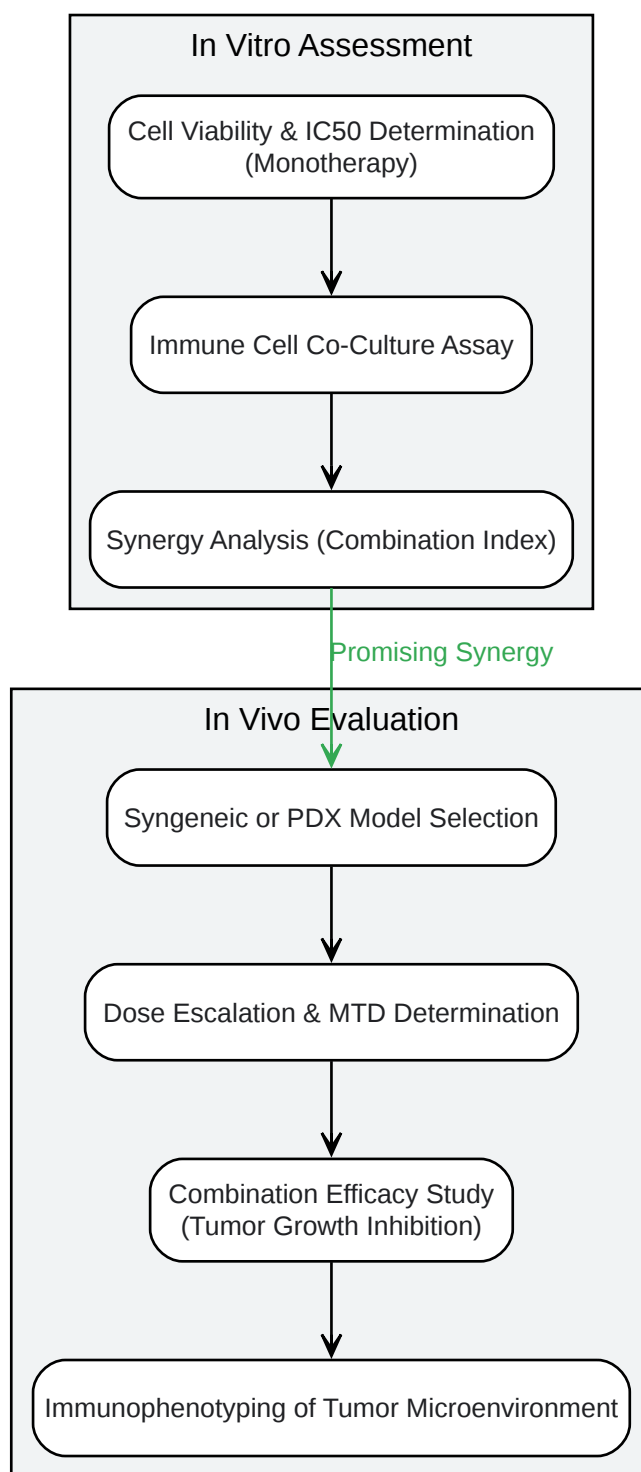 In Vitro Assessment
Cell Viability & IC50 Determination
(Monotherapy)
Immune Cell Co-Culture Assay
Synergy Analysis (Combination Index)
Promising Synergy
In Vivo Evaluation
Syngeneic or PDX Model Selection
Dose Escalation & MTD Determination
Combination Efficacy Study
(Tumor Growth Inhibition)
Immunophenotyping of Tumor Microenvironment